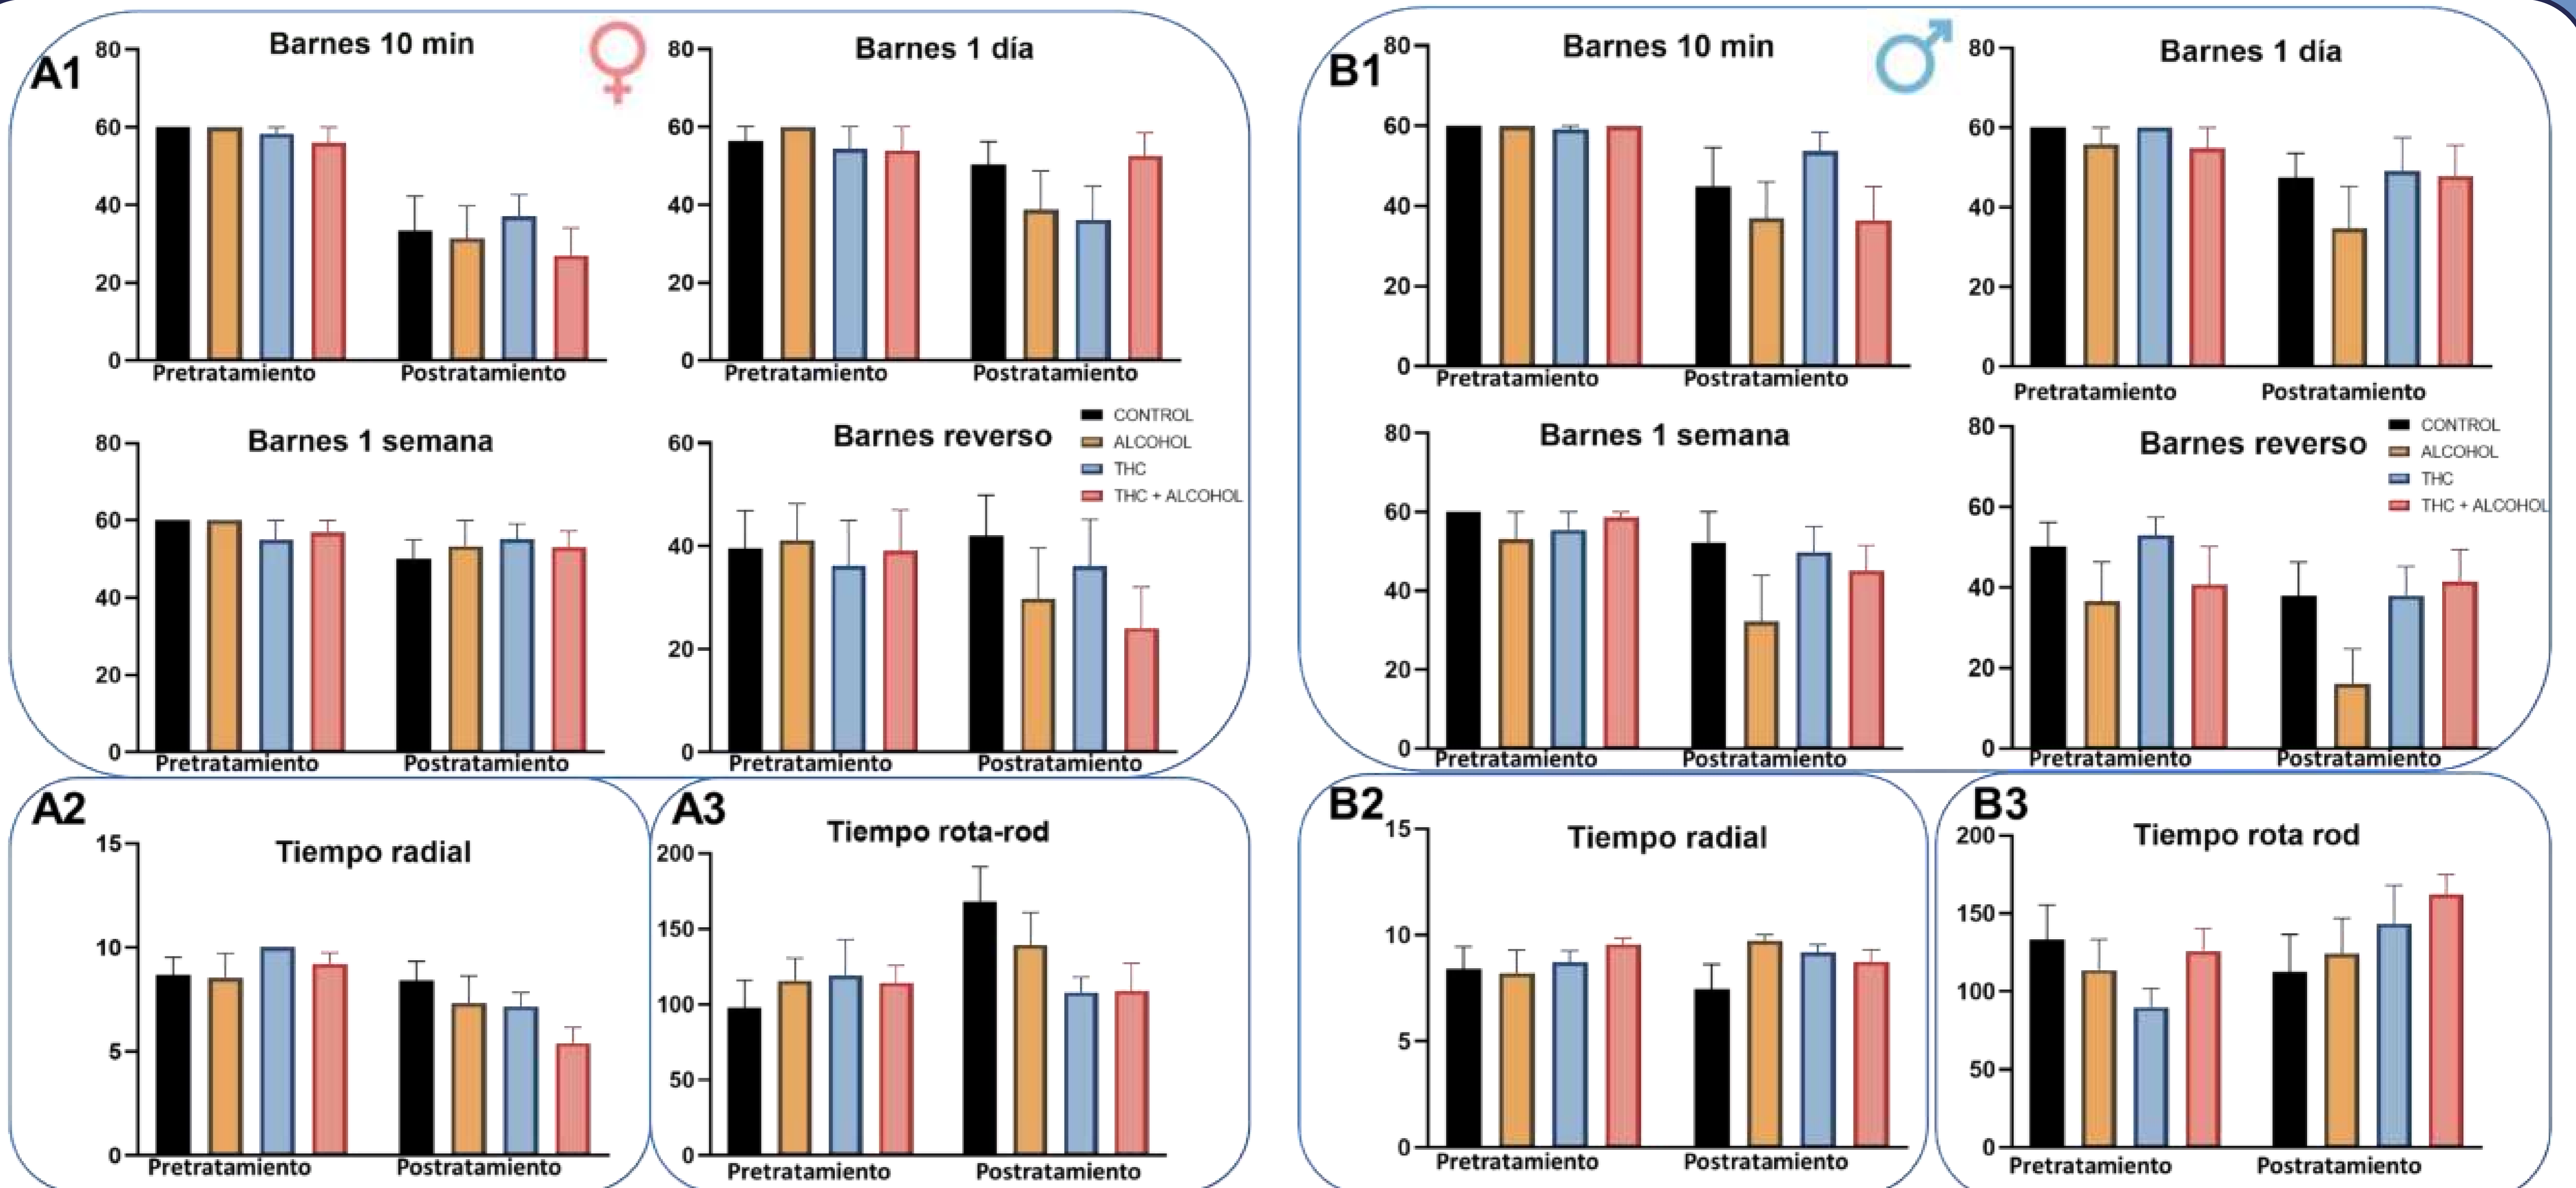 A1
Barnes 10 min
80
60
40
20
0
Pretratamiento
Postratamiento
Barnes 1 día
80
60
40
20
0
Pretratamiento
Postratamiento
Barnes 1 semana
80
60
40
20
0
Pretratamiento
Postratamiento
Barnes reverso
60
40
20
0
Pretratamiento
Postratamiento
CONTROL
ALCOHOL
THC
THC + ALCOHOL
A2
Tiempo radial
15
10
5
0
Pretratamiento
Postratamiento
A3
Tiempo rota-rod
200
150
100
50
0
Pretratamiento
Postratamiento
B1
Barnes 10 min
80
60
40
20
0
Pretratamiento
Postratamiento
Barnes 1 día
80
60
40
20
0
Pretratamiento
Postratamiento
Barnes 1 semana
80
60
40
20
0
Pretratamiento
Postratamiento
Barnes reverso
80
60
40
20
0
Pretratamiento
Postratamiento
CONTROL
ALCOHOL
THC
THC + ALCOHOL
B2
Tiempo radial
15
10
5
0
Pretratamiento
Postratamiento
B3
Tiempo rota rod
200
150
100
50
0
Pretratamiento
Postratamiento